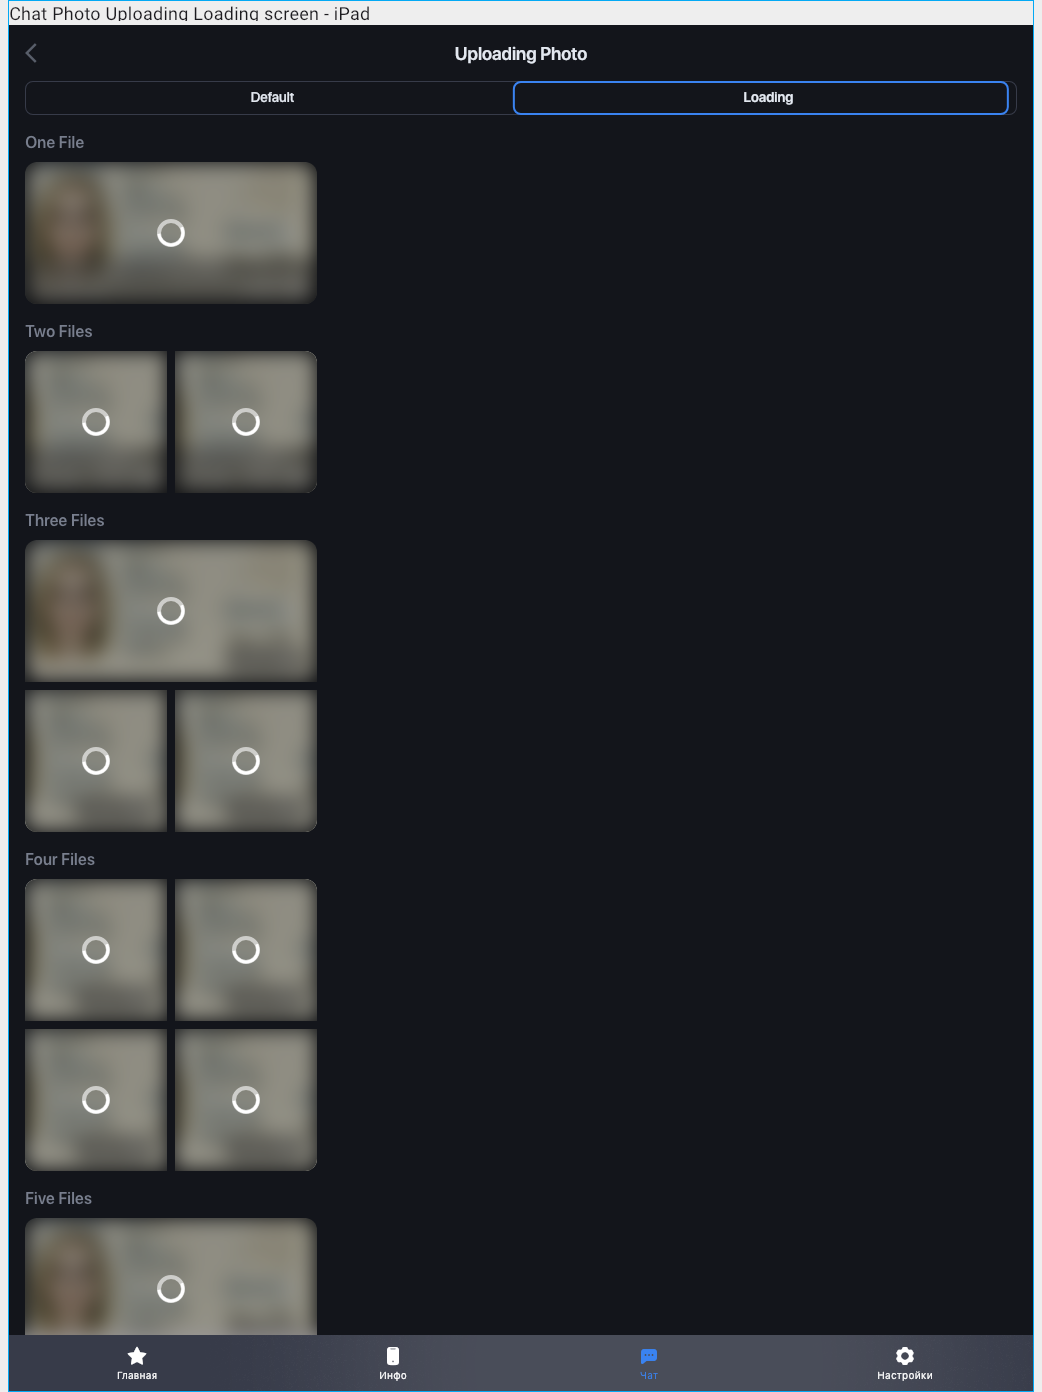 Chat Photo Uploading Loading screen - iPad
Uploading Photo
Default
Loading
One File
Two Files
Three Files
Four Files
Five Files
Главная
Инфо
Чат
Настройки